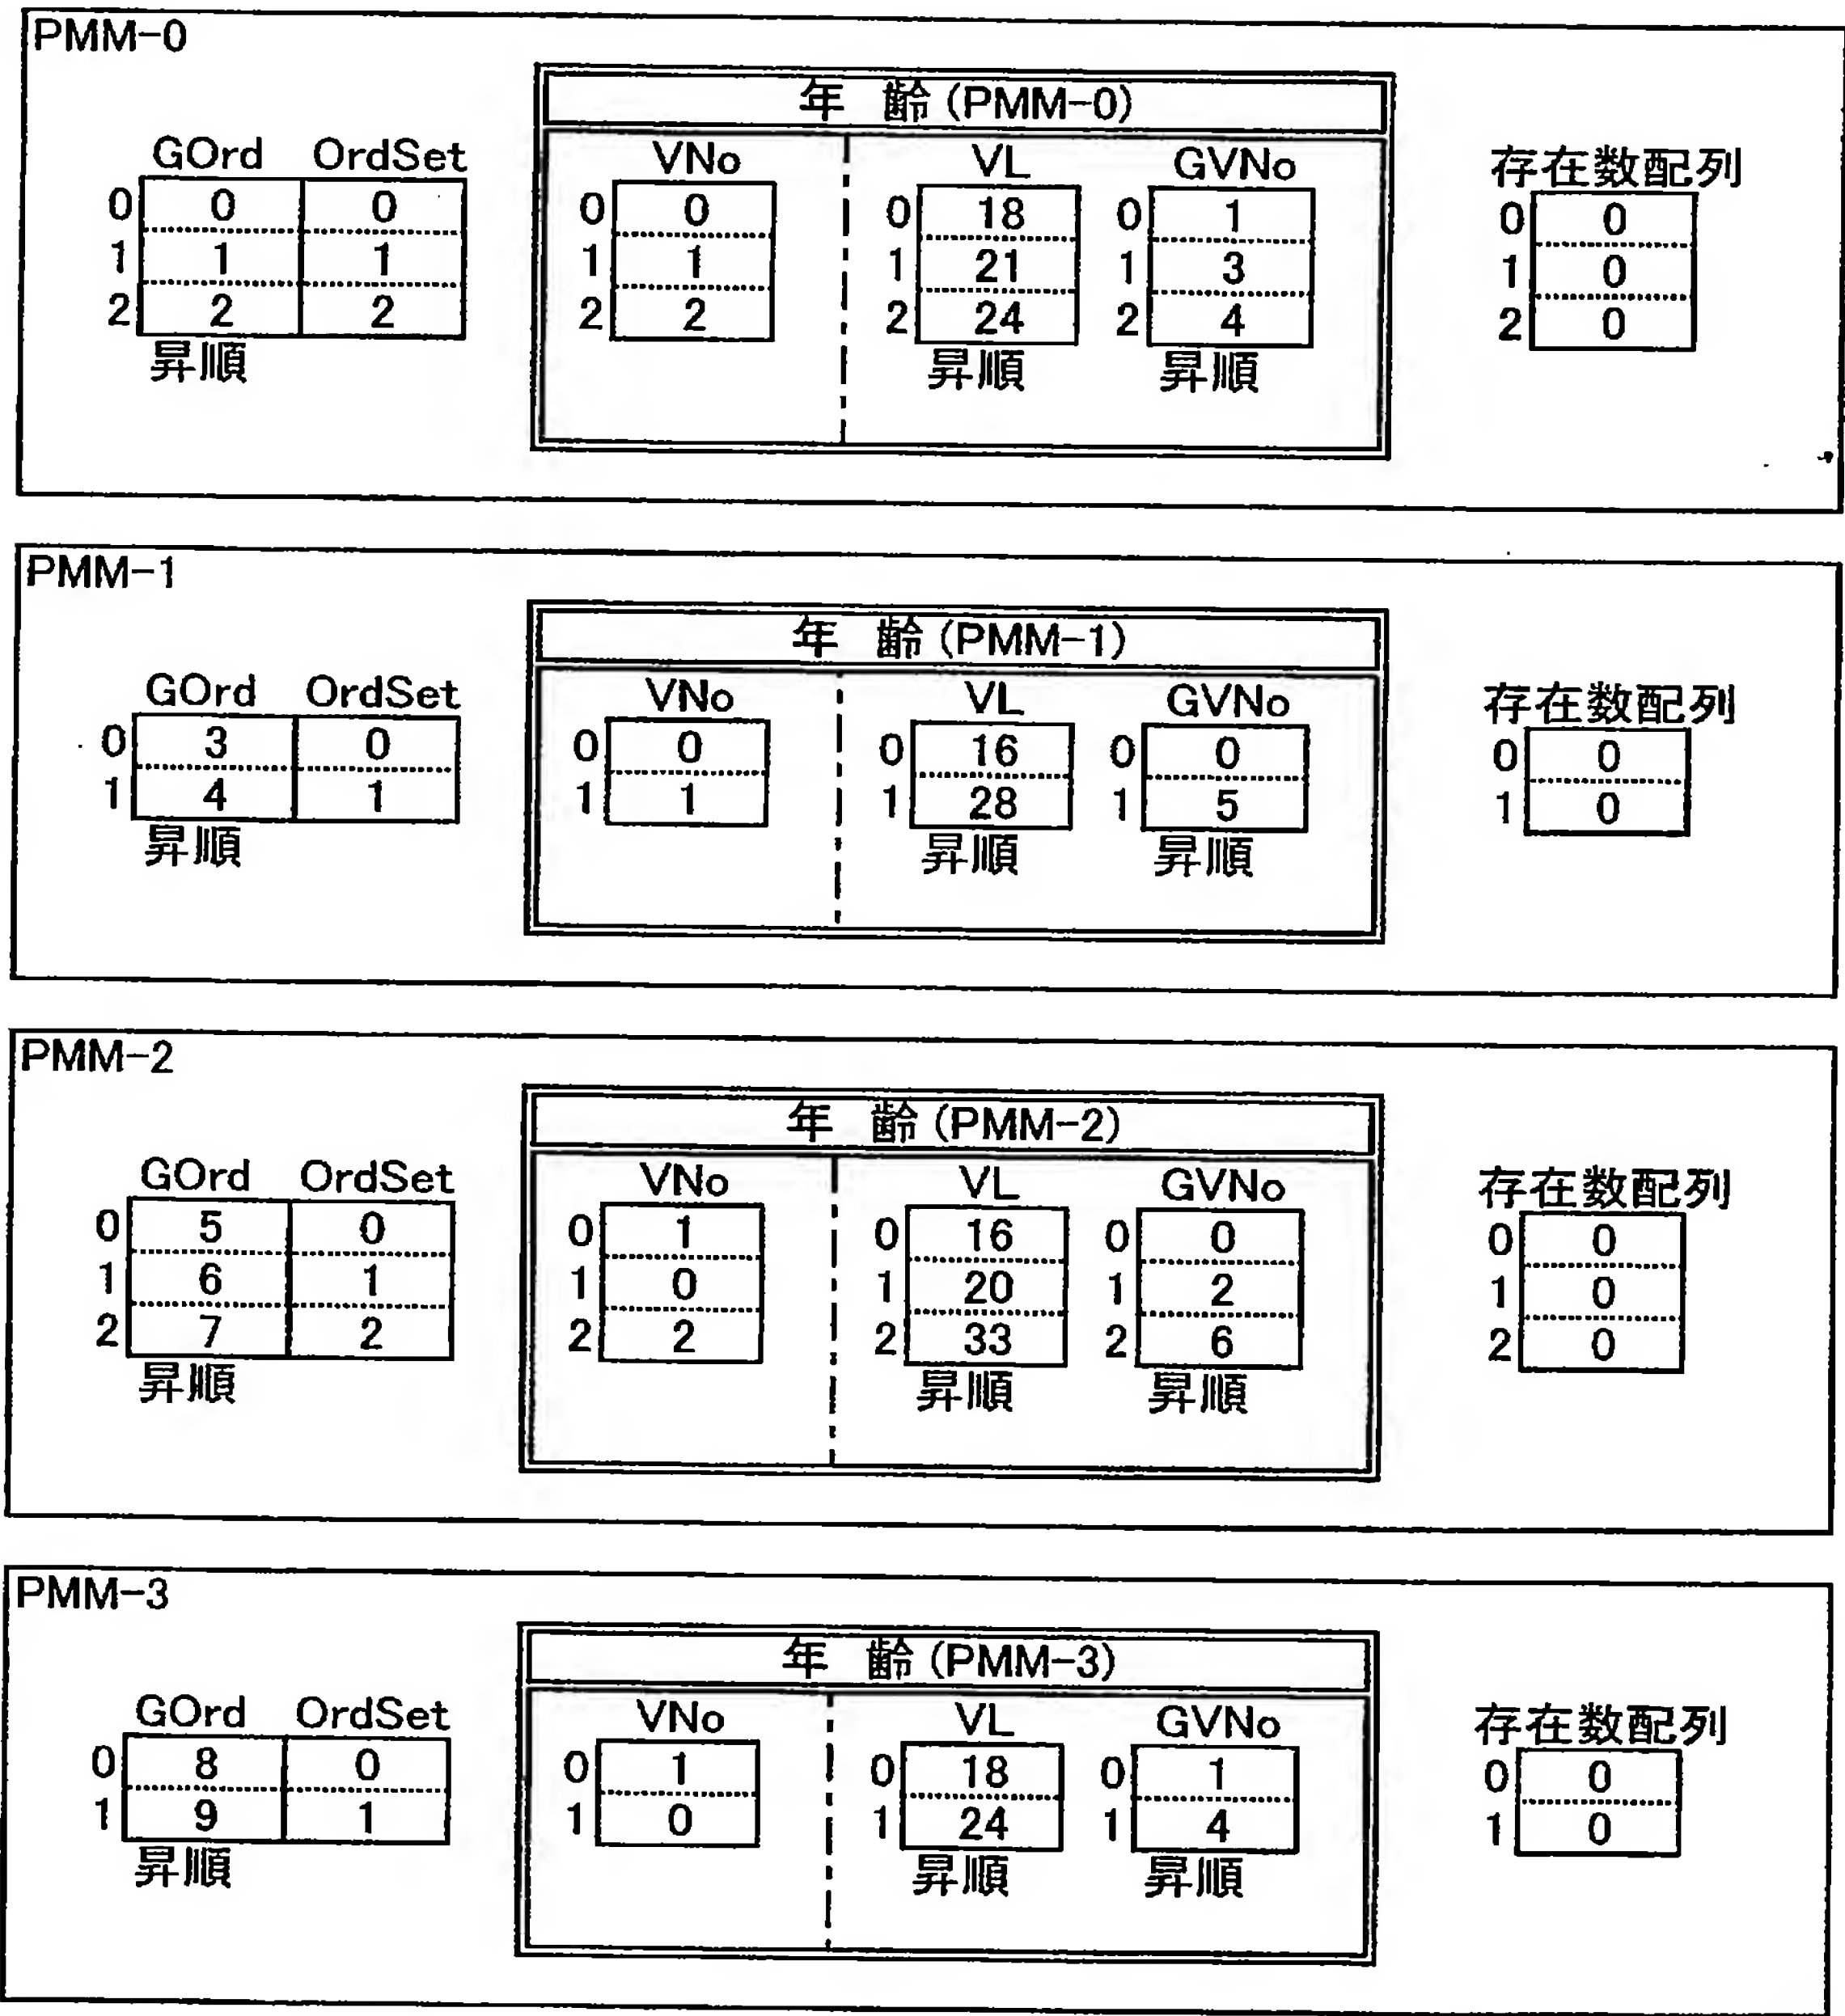 PMM-0
年 齢 (PMM-0)
GOrd OrdSet VNo VL GVNo 存在数配列
0 0 0 0 0 0 18 0 1 0 0
1 1 1 1 1 1 21 1 3 1 0
2 2 2 2 2 2 24 2 4 2 0
昇順 昇順 昇順
PMM-1
年 齢 (PMM-1)
GOrd OrdSet VNo VL GVNo 存在数配列
0 3 0 0 0 0 16 0 0 0 0
1 4 1 1 1 1 28 1 5 1 0
昇順 昇順 昇順
PMM-2
年 齢 (PMM-2)
GOrd OrdSet VNo VL GVNo 存在数配列
0 5 0 0 1 0 16 0 0 0 0
1 6 1 1 0 1 20 1 2 1 0
2 7 2 2 2 2 33 2 6 2 0
昇順 昇順 昇順
PMM-3
年 齢 (PMM-3)
GOrd OrdSet VNo VL GVNo 存在数配列
0 8 0 0 1 0 18 0 1 0 0
1 9 1 1 0 1 24 1 4 1 0
昇順 昇順 昇順